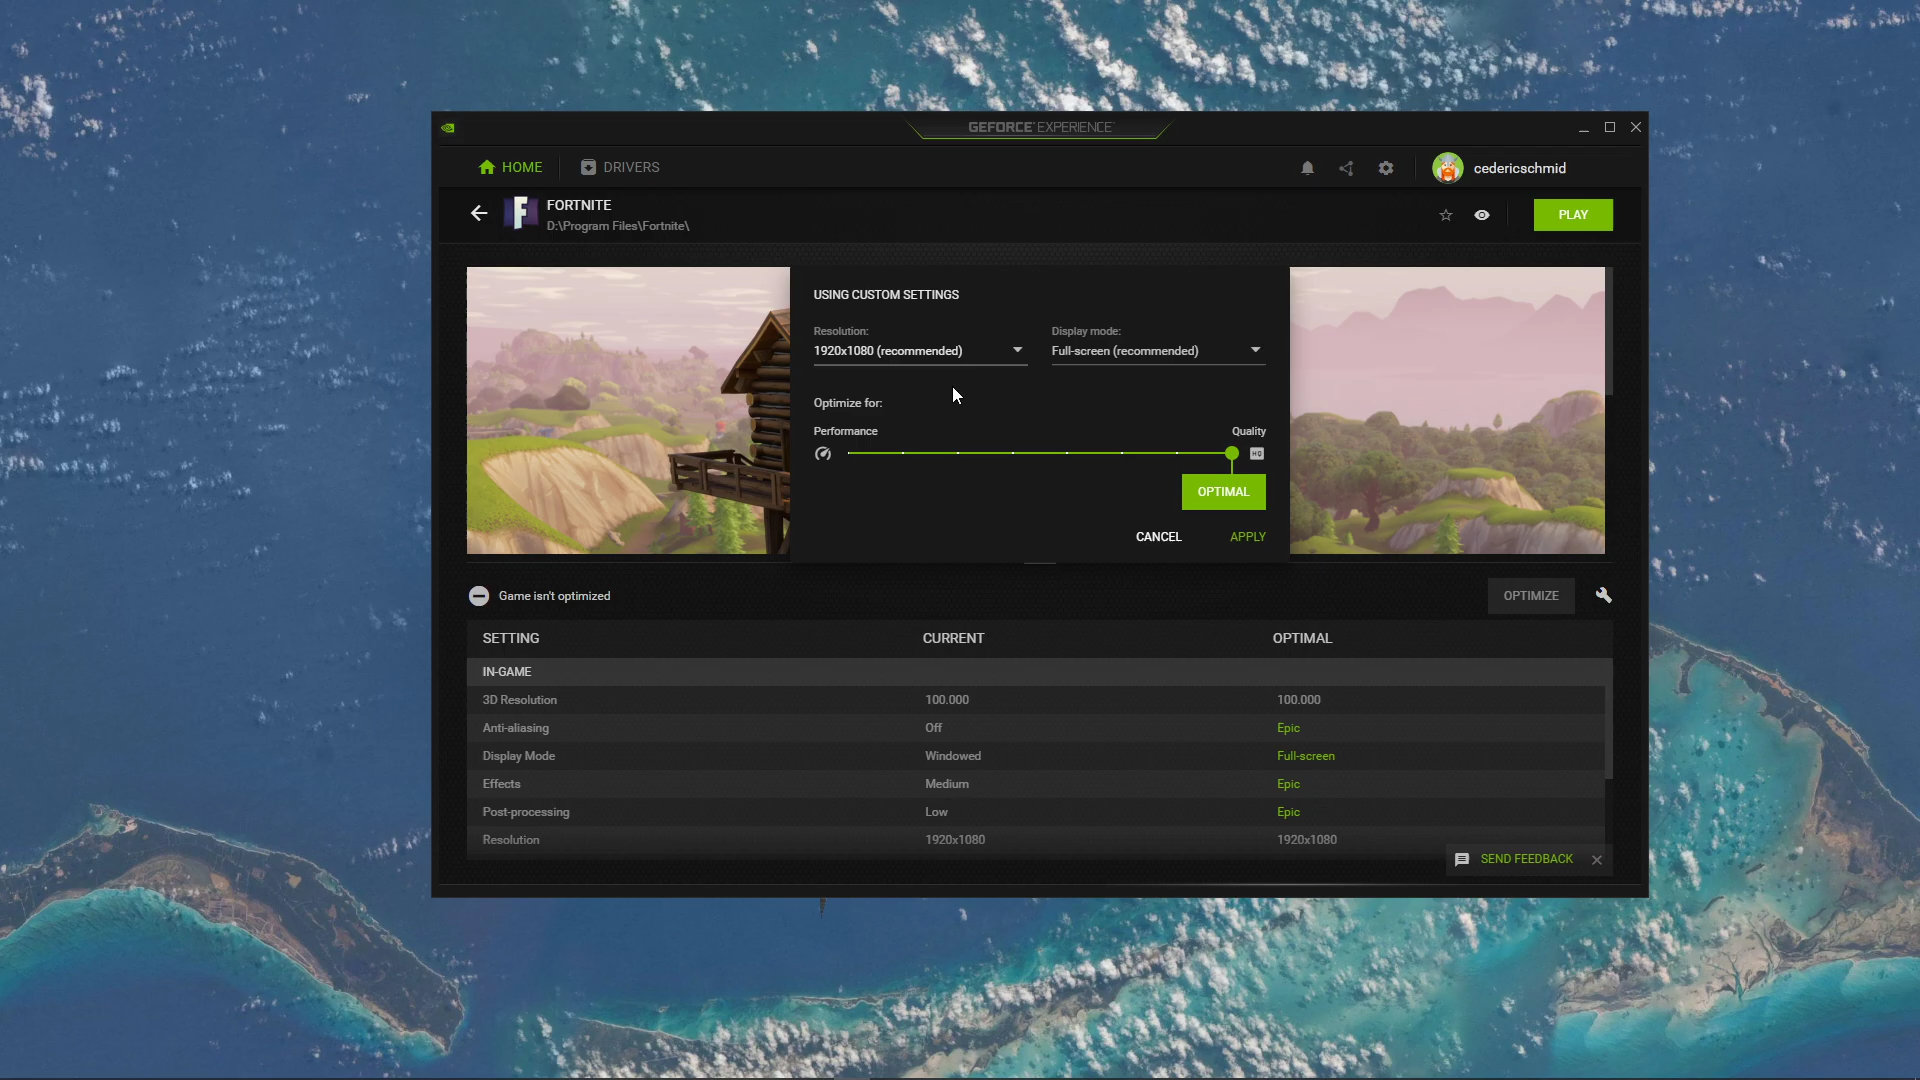 GEFORCE EXPERIENCE
HOME
DRIVERS
cedericschmid
FORTNITE
D:\Program Files\Fortnite\
PLAY
USING CUSTOM SETTINGS
Resolution:
Display mode:
1920x1080 (recommended)
Full-screen (recommended)
Optimize for:
Performance
Quality
HQ
OPTIMAL
CANCEL
APPLY
Game isn't optimized
OPTIMIZE
SETTING
CURRENT
OPTIMAL
IN-GAME
3D Resolution
100.000
100.000
Anti-aliasing
Off
Epic
Display Mode
Windowed
Full-screen
Effects
Medium
Epic
Post-processing
Low
Epic
Resolution
1920x1080
1920x1080
SEND FEEDBACK